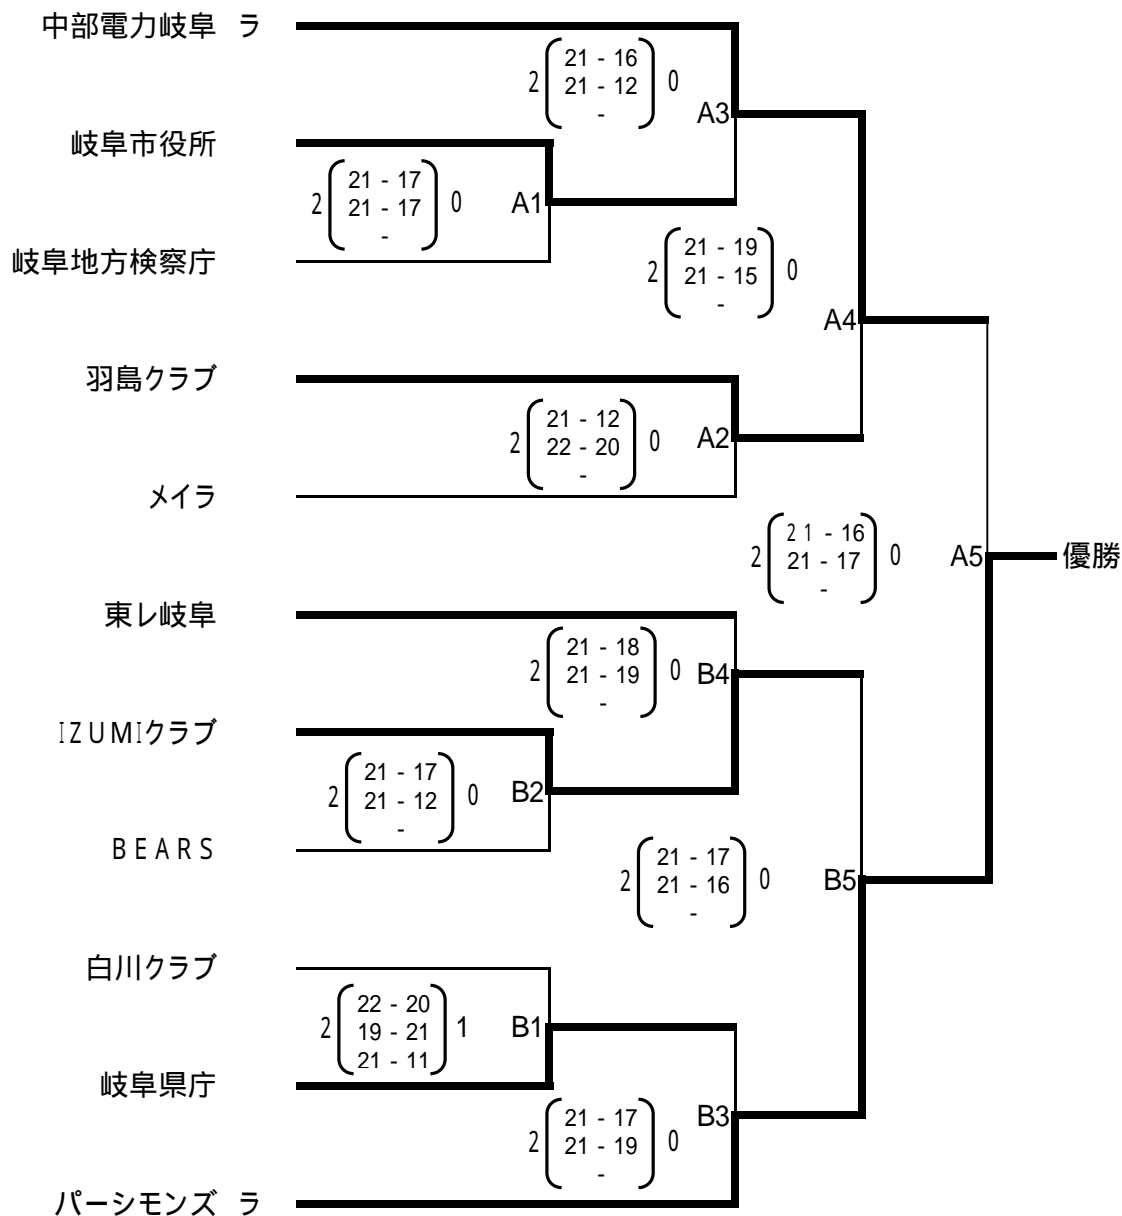 中部電力岐阜 ラ
21 - 16
2 21 - 12 0
-
A3
岐阜市役所
21 - 17
2 21 - 17 0
-
A1
岐阜地方検察庁
21 - 19
2 21 - 15 0
-
A4
羽島クラブ
21 - 12
2 22 - 20 0
-
A2
メイラ
21 - 16
2 21 - 17 0
-
A5 優勝
東レ岐阜
21 - 18
2 21 - 19 0
-
B4
IZUMIクラブ
21 - 17
2 21 - 12 0
-
B2
BEARS
21 - 17
2 21 - 16 0
-
B5
白川クラブ
22 - 20
2 19 - 21 1
21 - 11
B1
岐阜県庁
21 - 17
2 21 - 19 0
-
B3
パーシモンズ ラ